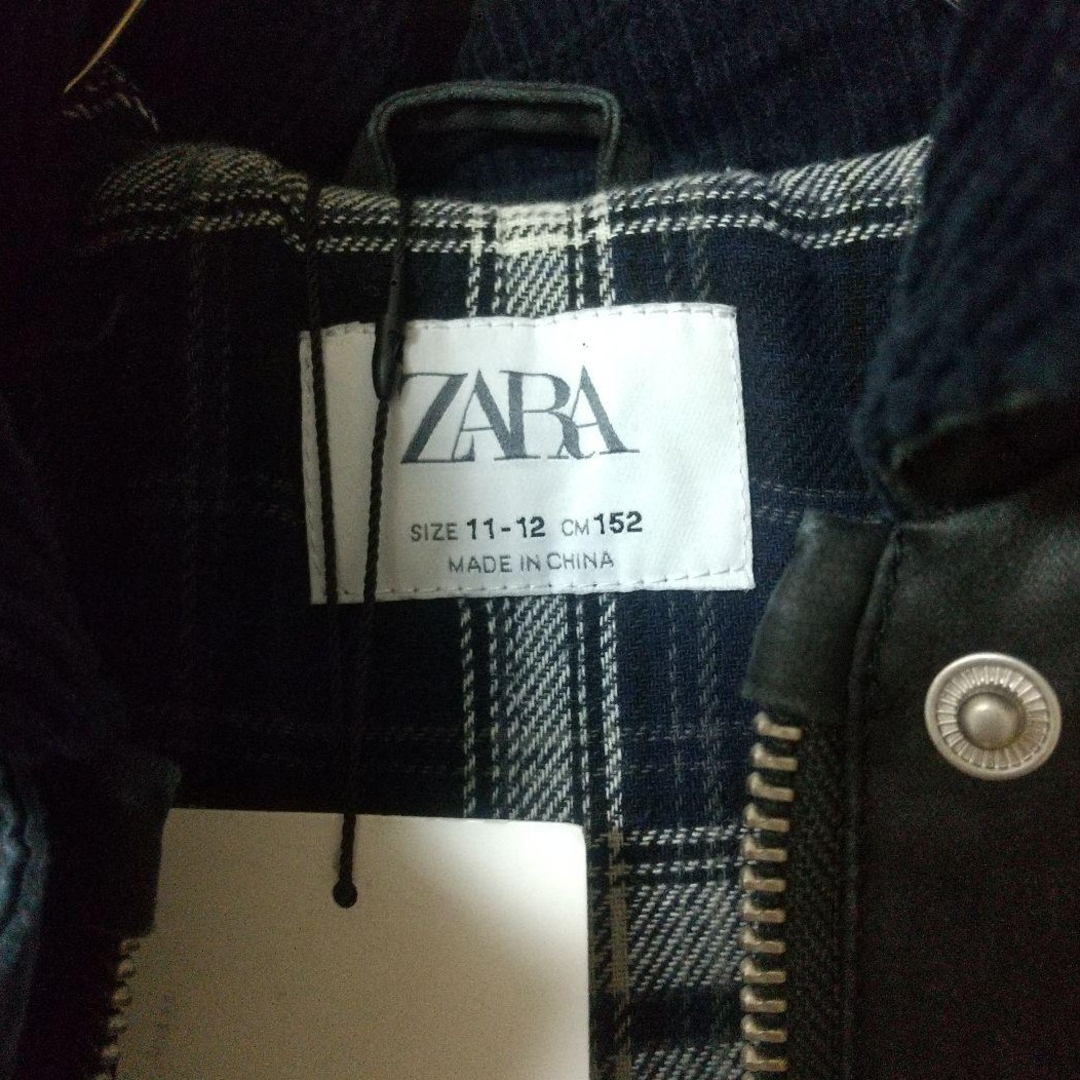 ZARA
SIZE 11-12 CM 152
MADE IN CHINA